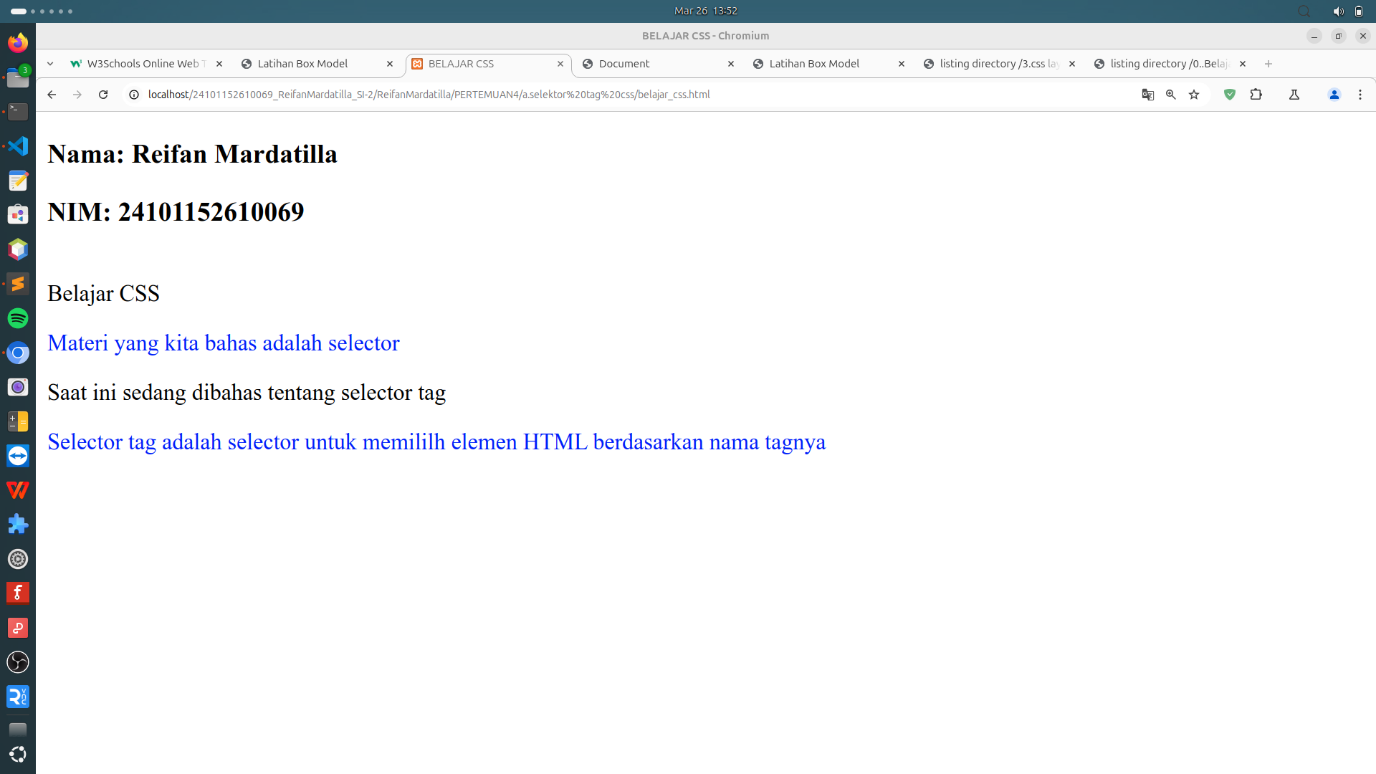 Mar 26 13:52
BELAJAR CSS - Chromium
W3Schools Online Web T
Latihan Box Model
BELAJAR CSS
Document
Latihan Box Model
listing directory /3.css lay
listing directory /0..Belaj
localhost/24101152610069_ReifanMardatilla_SI-2/ReifanMardatilla/PERTEMUAN4/a.selektor%20tag%20css/belajar_css.html
3
Nama: Reifan Mardatilla
NIM: 24101152610069
Belajar CSS
Materi yang kita bahas adalah selector
Saat ini sedang dibahas tentang selector tag
Selector tag adalah selector untuk memililh elemen HTML berdasarkan nama tagnya